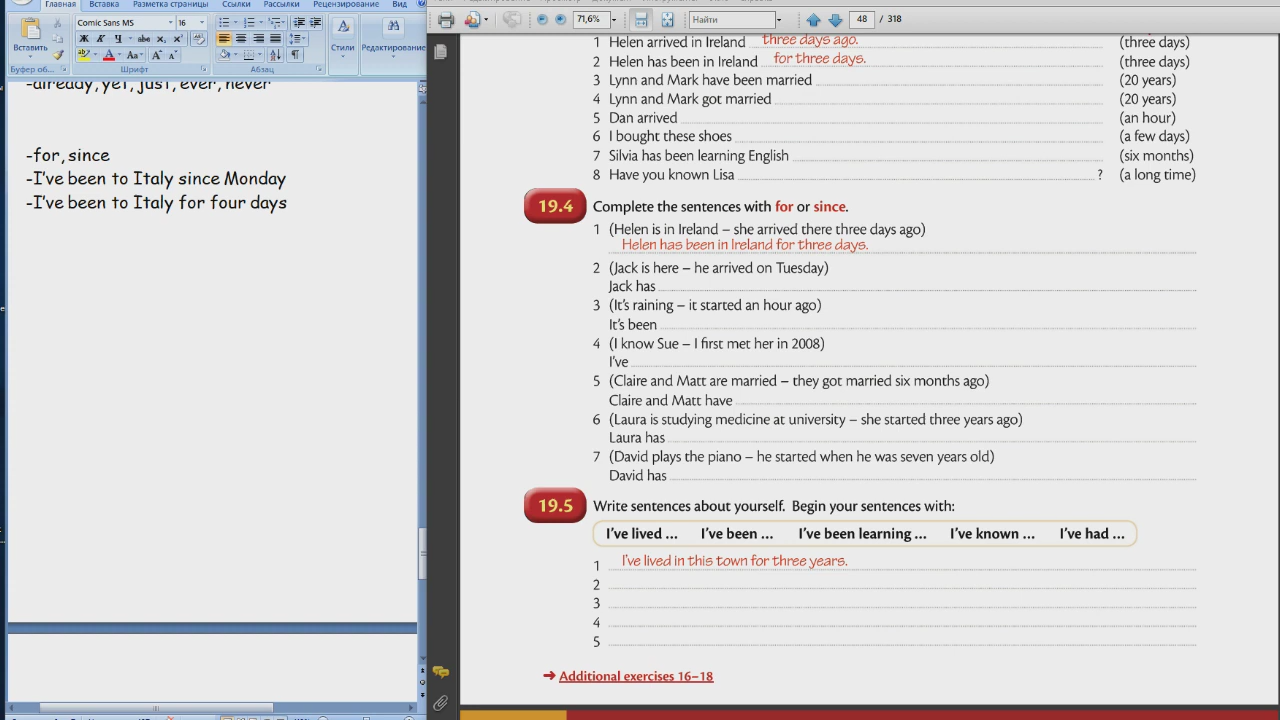 Главная
Вставка
Разметка страницы
Ссылки
Рассылки
Рецензирование
Вид
Comic Sans MS
16
Вставить
Стили
Редактирование
Буфер об...
Шрифт
Абзац
-already, yet, just, ever, never
-for, since
-I've been to Italy since Monday
-I've been to Italy for four days
71,6%
Найти
48 / 319
1 Helen arrived in Ireland three days ago. (three days)
2 Helen has been in Ireland for three days. (three days)
3 Lynn and Mark have been married (20 years)
4 Lynn and Mark got married (20 years)
5 Dan arrived (an hour)
6 I bought these shoes (a few days)
7 Silvia has been learning English (six months)
8 Have you known Lisa ? (a long time)
19.4 Complete the sentences with for or since.
1 (Helen is in Ireland – she arrived there three days ago)
Helen has been in Ireland for three days.
2 (Jack is here – he arrived on Tuesday)
Jack has
3 (It's raining – it started an hour ago)
It's been
4 (I know Sue – I first met her in 2008)
I've
5 (Claire and Matt are married – they got married six months ago)
Claire and Matt have
6 (Laura is studying medicine at university – she started three years ago)
Laura has
7 (David plays the piano – he started when he was seven years old)
David has
19.5 Write sentences about yourself. Begin your sentences with:
I've lived ... I've been ... I've been learning ... I've known ... I've had ...
1 I've lived in this town for three years.
2
3
4
5
➜ Additional exercises 16–18